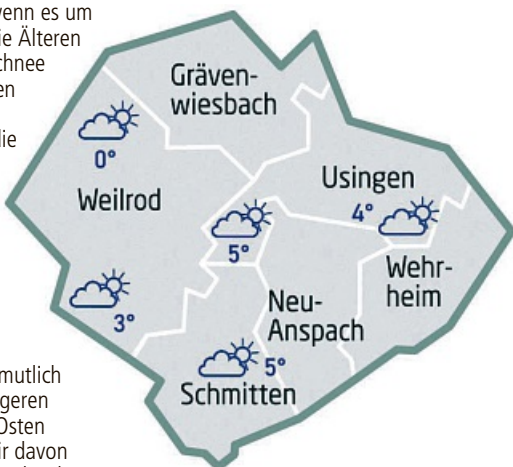 wenn es um
ie Älteren
chnee
en
lie
mutlich
geren
Osten
ir davon
Gräven-
wiesbach
0°
Usingen
4°
Weilrod
5°
Wehr-
heim
3°
Neu-
Anspach
5°
Schmitten